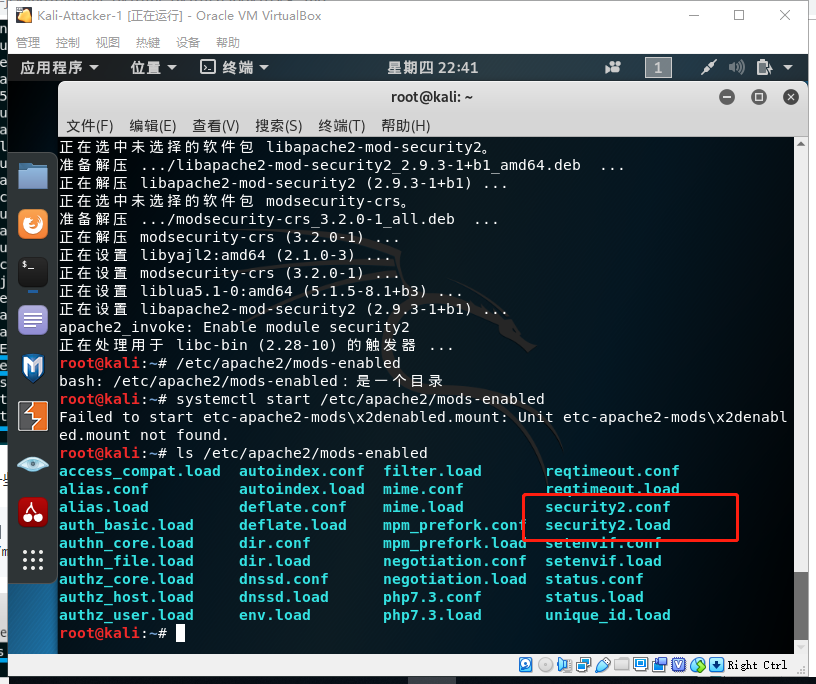 Kali-Attacker-1 [正在运行] - Oracle VM VirtualBox
管理 控制 视图 热键 设备 帮助
应用程序 位置 终端 星期四 22:41 1
root@kali: ~
文件(F) 编辑(E) 查看(V) 搜索(S) 终端(T) 帮助(H)
正在选中未选择的软件包 libapache2-mod-security2。
准备解压 .../libapache2-mod-security2_2.9.3-1+b1_amd64.deb ...
正在解压 libapache2-mod-security2 (2.9.3-1+b1) ...
正在选中未选择的软件包 modsecurity-crs。
准备解压 .../modsecurity-crs_3.2.0-1_all.deb ...
正在解压 modsecurity-crs (3.2.0-1) ...
正在设置 libyajl2:amd64 (2.1.0-3) ...
正在设置 modsecurity-crs (3.2.0-1) ...
正在设置 liblua5.1-0:amd64 (5.1.5-8.1+b3) ...
正在设置 libapache2-mod-security2 (2.9.3-1+b1) ...
apache2_invoke: Enable module security2
正在处理用于 libc-bin (2.28-10) 的触发器 ...
root@kali:~# /etc/apache2/mods-enabled
bash: /etc/apache2/mods-enabled: 是一个目录
root@kali:~# systemctl start /etc/apache2/mods-enabled
Failed to start etc-apache2-mods\x2denabled.mount: Unit etc-apache2-mods\x2denabl
ed.mount not found.
root@kali:~# ls /etc/apache2/mods-enabled
access_compat.load autoindex.conf filter.load reqtimeout.conf
alias.conf autoindex.load mime.conf reqtimeout.load
alias.load deflate.conf mime.load security2.conf
auth_basic.load deflate.load mpm_prefork.conf security2.load
authn_core.load dir.conf mpm_prefork.load setenvif.conf
authn_file.load dir.load negotiation.conf setenvif.load
authz_core.load dnssd.conf negotiation.load status.conf
authz_host.load dnssd.load php7.3.conf status.load
authz_user.load env.load php7.3.load unique_id.load
root@kali:~#
Right Ctrl